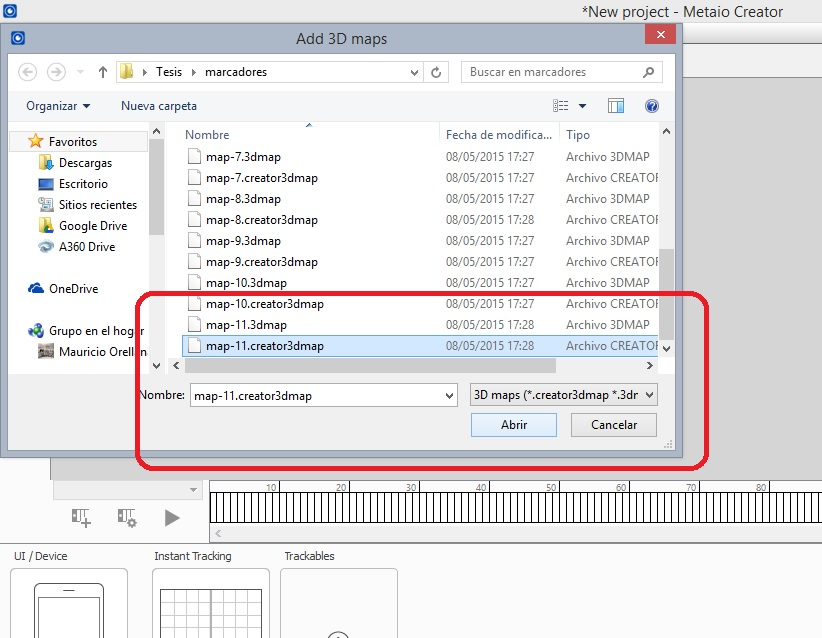 *New project - Metaio Creator
Add 3D maps
Tesis marcadores
Buscar en marcadores
Organizar Nueva carpeta
Favoritos
Descargas
Escritorio
Sitios recientes
Google Drive
A360 Drive
OneDrive
Grupo en el hogar
Mauricio Orellan
Nombre Fecha de modifica... Tipo
map-7.3dmap 08/05/2015 17:27 Archivo 3DMAP
map-7.creator3dmap 08/05/2015 17:27 Archivo CREATOR
map-8.3dmap 08/05/2015 17:27 Archivo 3DMAP
map-8.creator3dmap 08/05/2015 17:28 Archivo CREATOR
map-9.3dmap 08/05/2015 17:27 Archivo 3DMAP
map-9.creator3dmap 08/05/2015 17:27 Archivo CREATOR
map-10.3dmap 08/05/2015 17:27 Archivo 3DMAP
map-10.creator3dmap 08/05/2015 17:27 Archivo CREATOR
map-11.3dmap 08/05/2015 17:28 Archivo 3DMAP
map-11.creator3dmap 08/05/2015 17:28 Archivo CREATOR
Nombre: map-11.creator3dmap 3D maps (*.creator3dmap *.3dr
Abrir Cancelar
10 20 30 40 50 60 70 80
UI / Device Instant Tracking Trackables